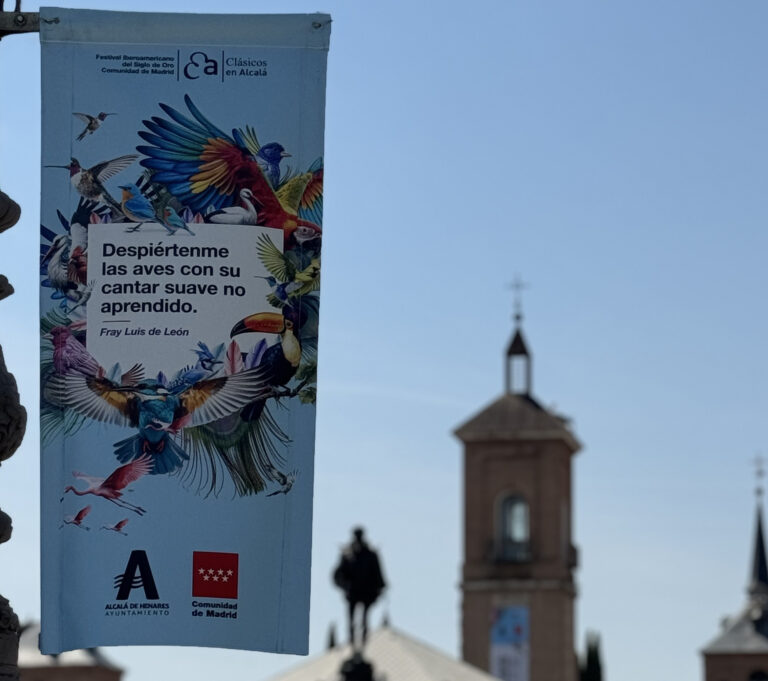 Festival Iberoamericano
del Siglo de Oro
Comunidad de Madrid
Clásicos
en Alcalá
Despiértenme
las aves con su
cantar suave no
aprendido.
Fray Luis de León
ALCALÁ DE HENARES
AYUNTAMIENTO
Comunidad
de Madrid